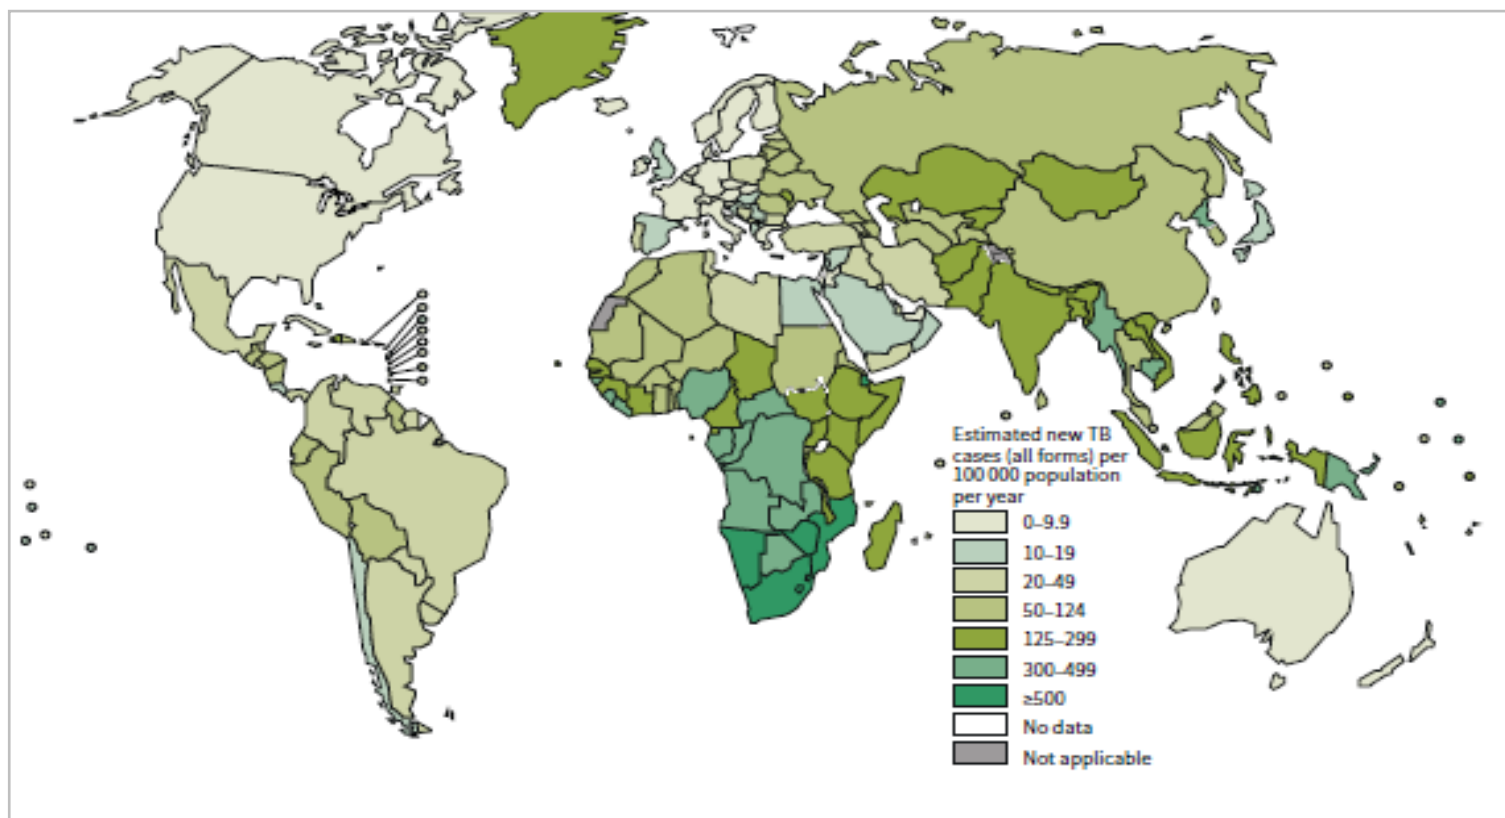 Estimated new TB
cases (all forms) per
100 000 population
per year
0–9.9
10–19
20–49
50–124
125–299
300–499
≥500
No data
Not applicable